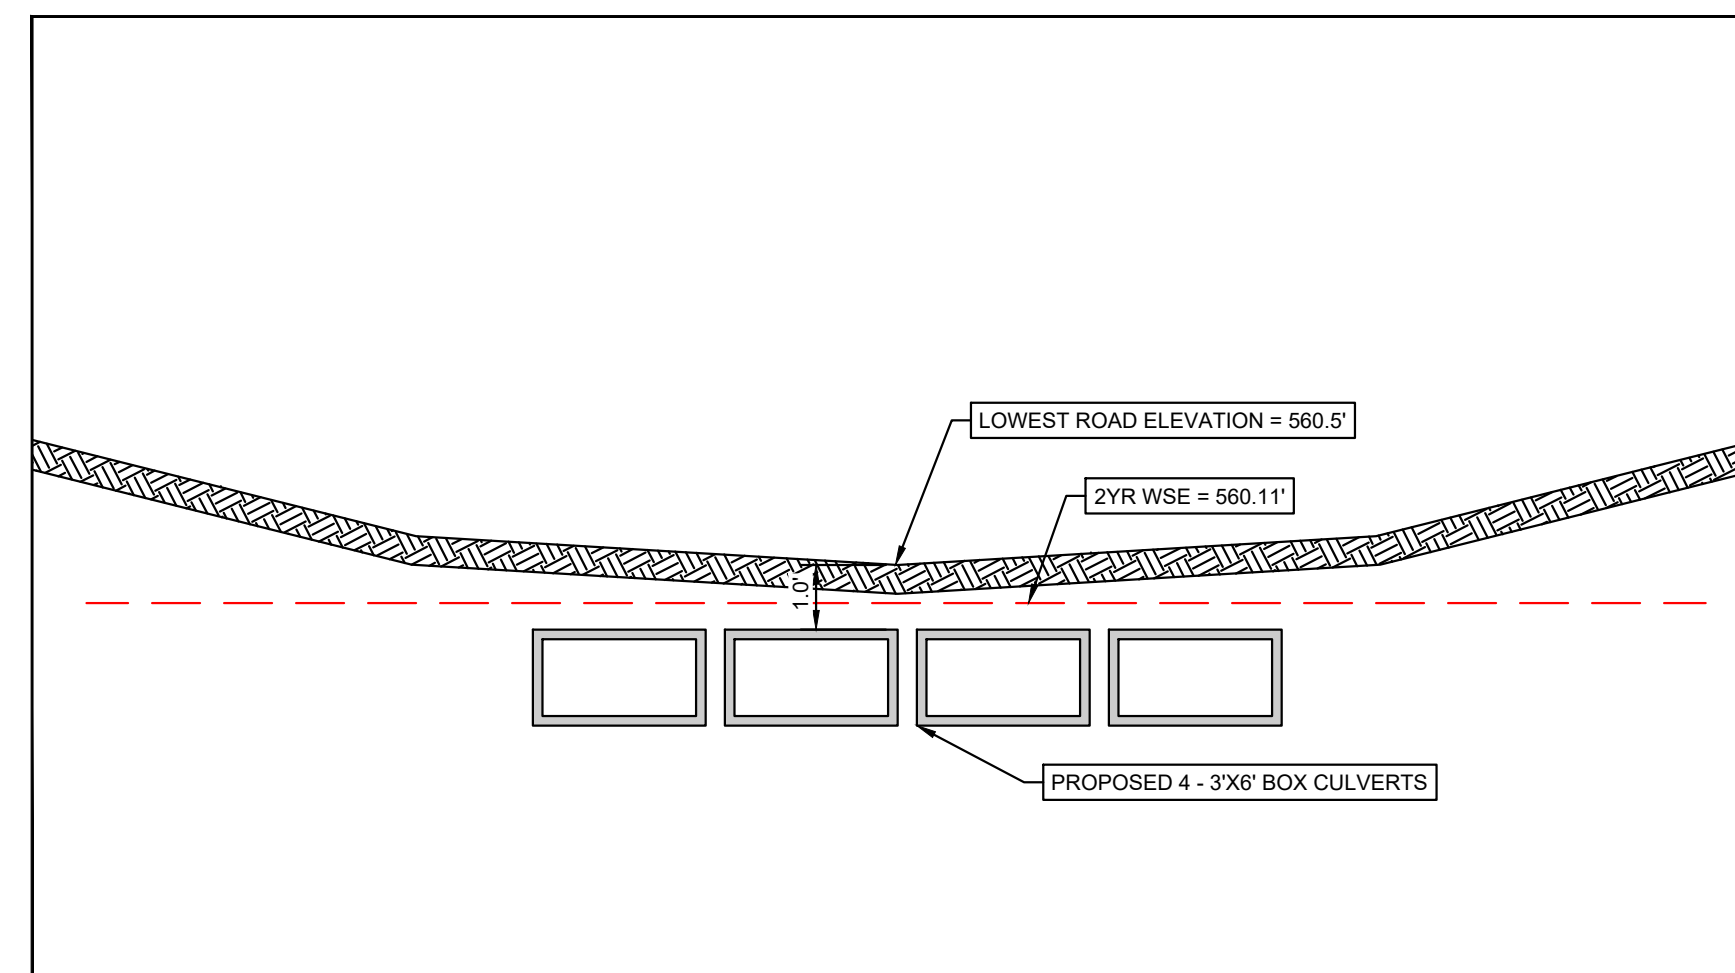 LOWEST ROAD ELEVATION = 560.5'
2YR WSE = 560.11'
1.0'
PROPOSED 4 - 3'X6' BOX CULVERTS